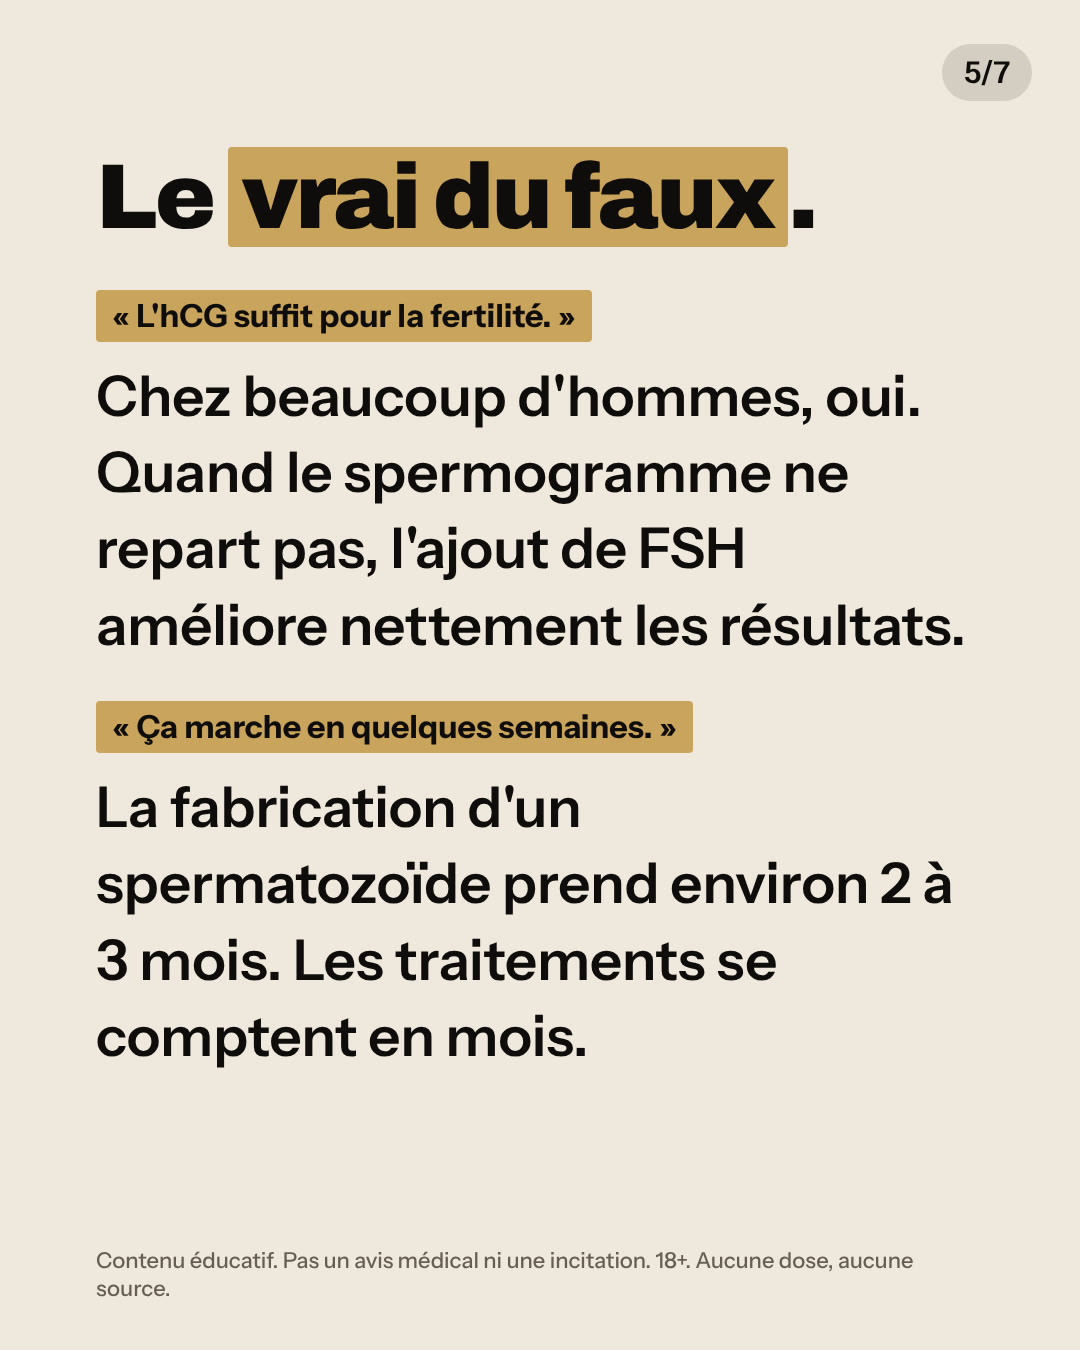 5/7
Le vrai du faux.
« L'hCG suffit pour la fertilité. »
Chez beaucoup d'hommes, oui.
Quand le spermogramme ne
repart pas, l'ajout de FSH
améliore nettement les résultats.
« Ça marche en quelques semaines. »
La fabrication d'un
spermatozoïde prend environ 2 à
3 mois. Les traitements se
comptent en mois.
Contenu éducatif. Pas un avis médical ni une incitation. 18+. Aucune dose, aucune
source.